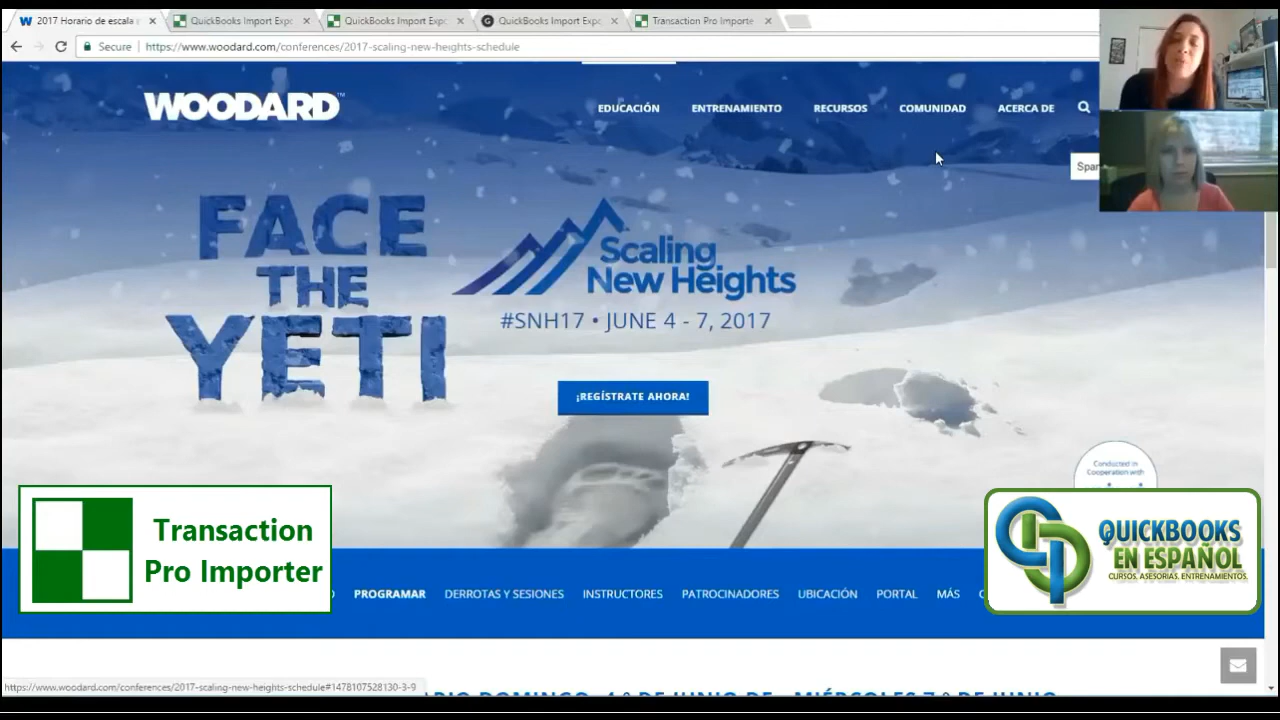 2017 Horario de escala
QuickBooks Import Exp
QuickBooks Import Exp
QuickBooks Import Exp
Transaction Pro Importe
Secure
https://www.woodard.com/conferences/2017-scaling-new-heights-schedule
WOODARD™
EDUCACIÓN
ENTRENAMIENTO
RECURSOS
COMUNIDAD
ACERCA DE
Span
FACE
THE
YETI
Scaling
New Heights
#SNH17 • JUNE 4 - 7, 2017
¡REGÍSTRATE AHORA!
Conducted in
Cooperation with
Transaction
Pro Importer
QUICKBOOKS
EN ESPAÑOL
CURSOS. ASESORIAS. ENTRENAMIENTOS.
PROGRAMAR
DERROTAS Y SESIONES
INSTRUCTORES
PATROCINADORES
UBICACIÓN
PORTAL
MÁS
https://www.woodard.com/conferences/2017-scaling-new-heights-schedule#1478107528130-3-9